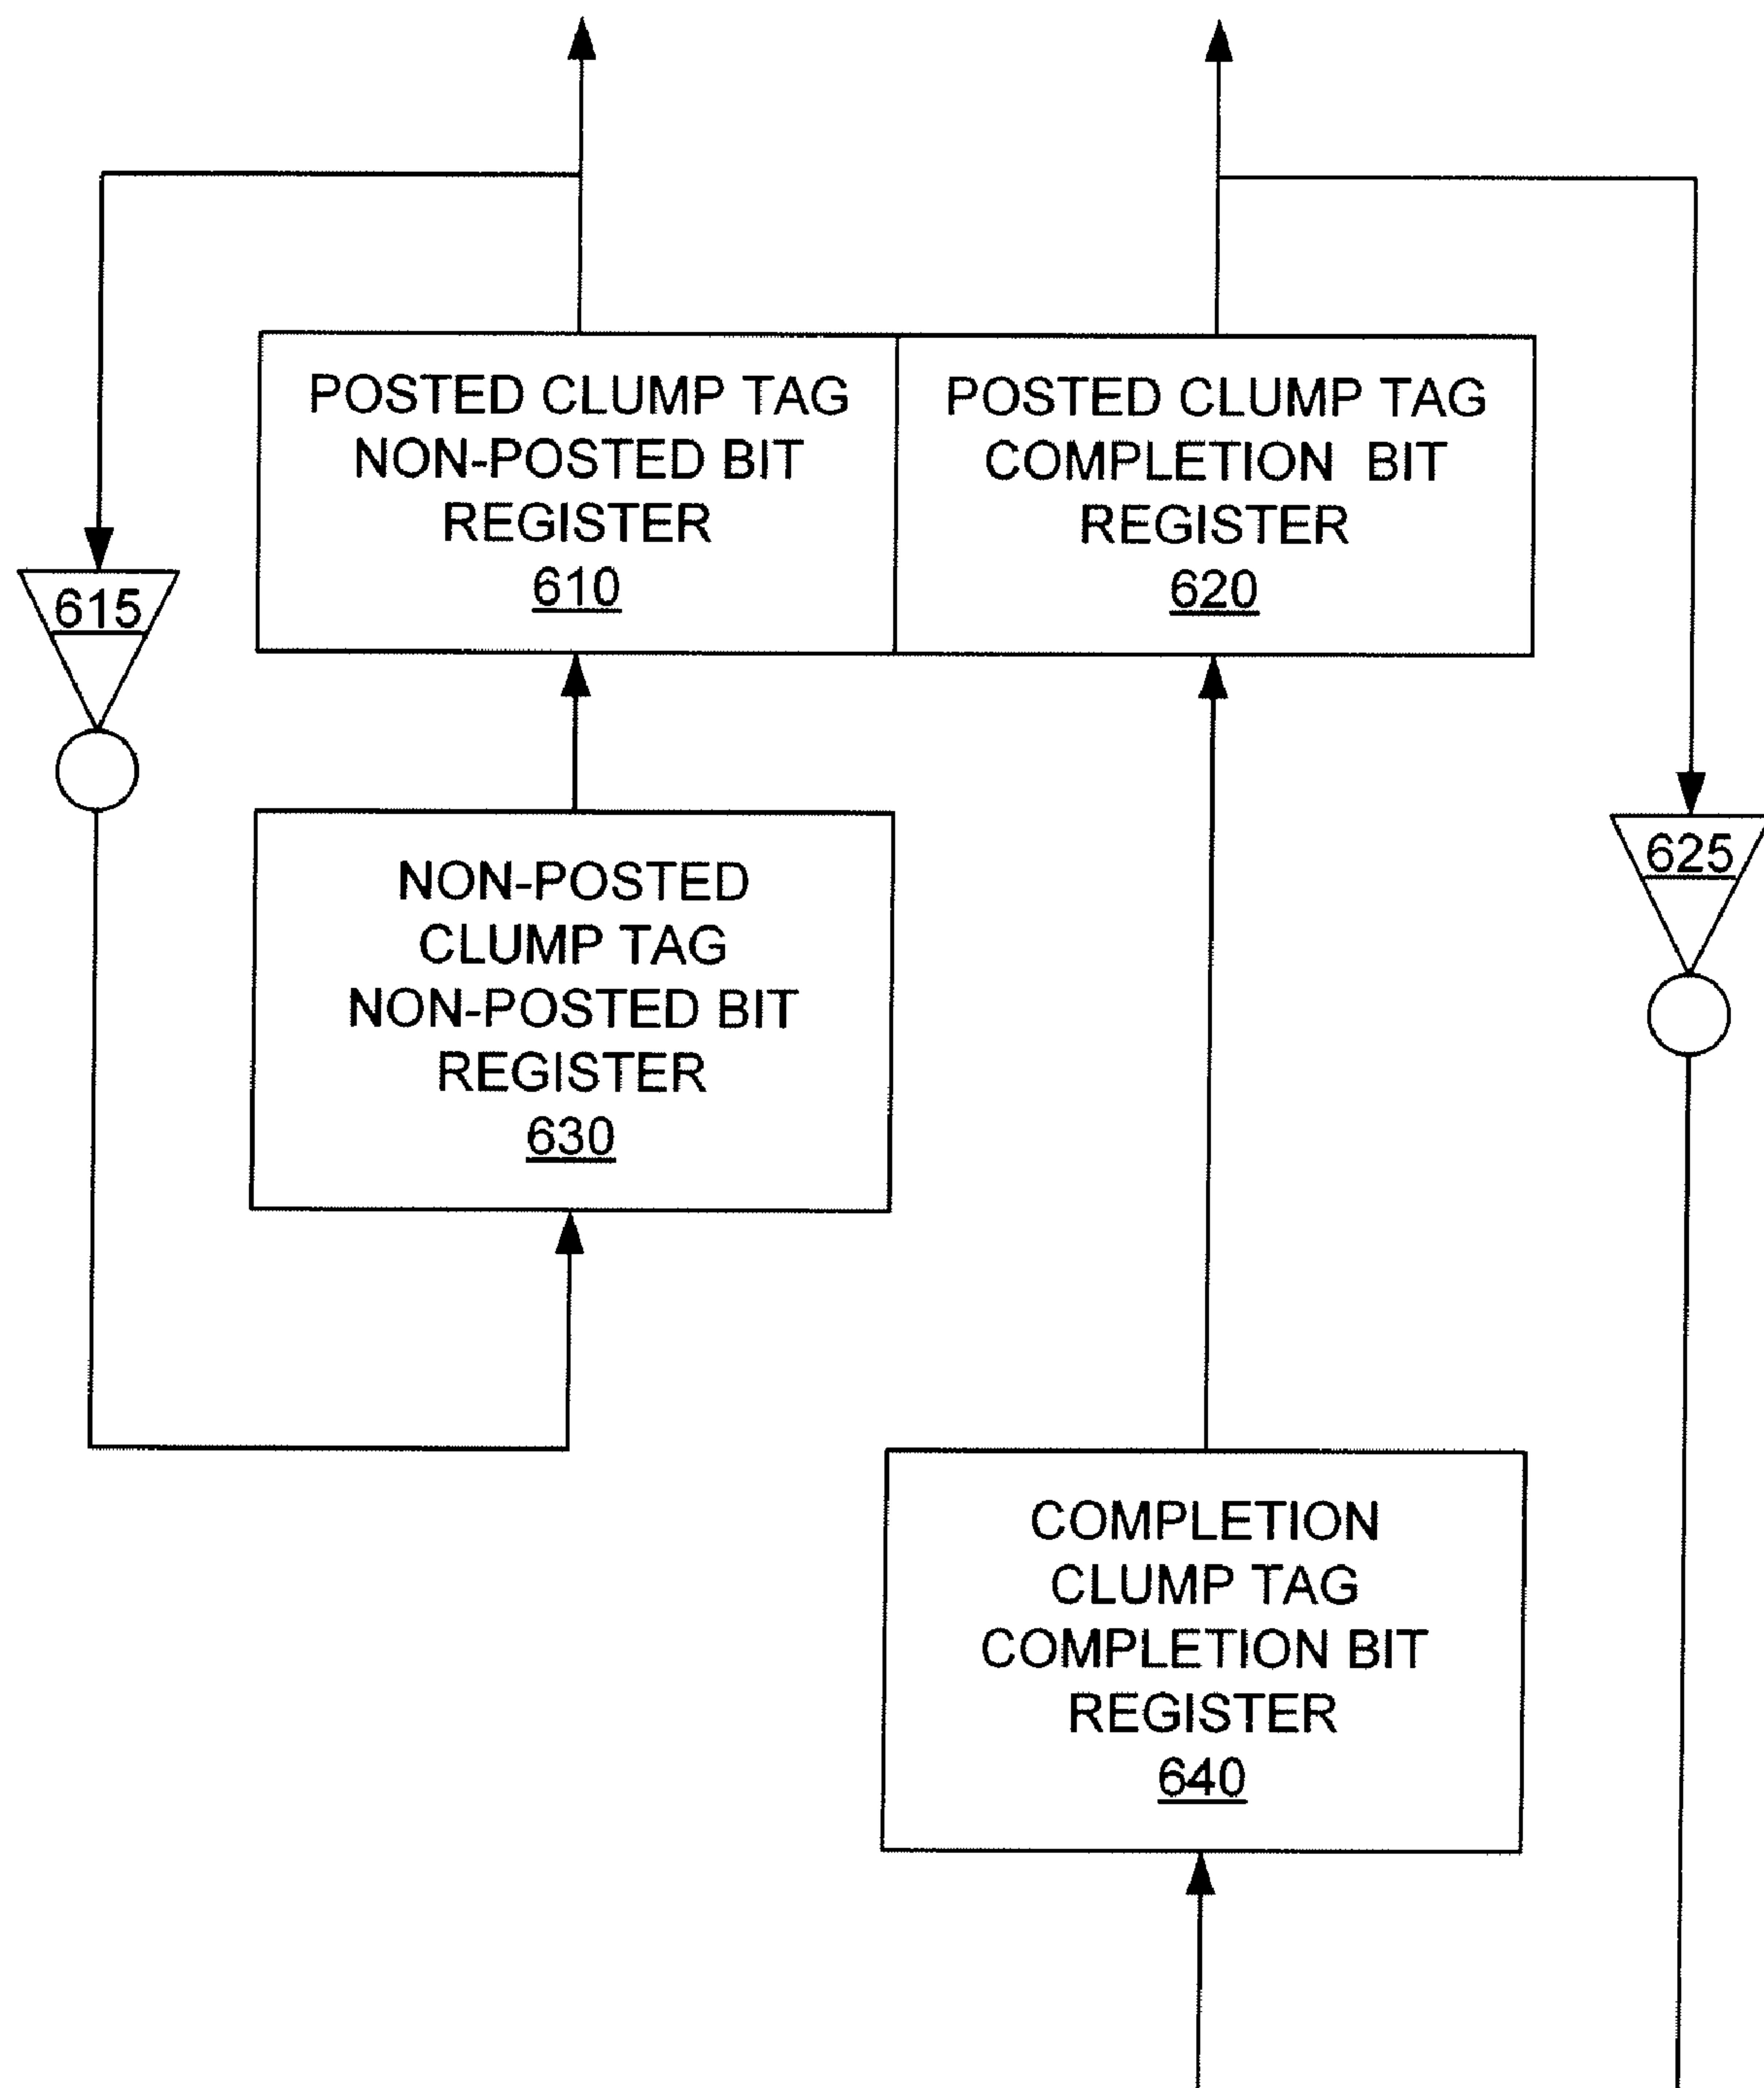 POSTED CLUMP TAG
NON-POSTED BIT
REGISTER
610
POSTED CLUMP TAG
COMPLETION BIT
REGISTER
620
615
625
NON-POSTED
CLUMP TAG
NON-POSTED BIT
REGISTER
630
COMPLETION
CLUMP TAG
COMPLETION BIT
REGISTER
640